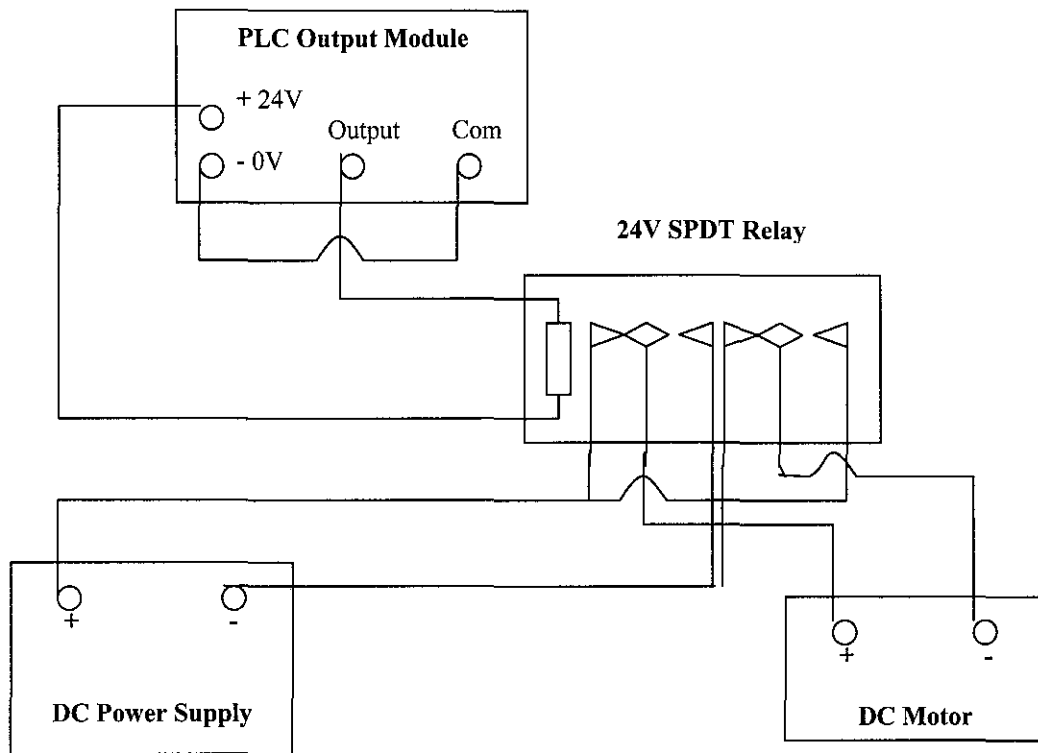 PLC Output Module
+ 24V
Output
Com
- 0V
24V SPDT Relay
+
-
+
-
DC Power Supply
DC Motor